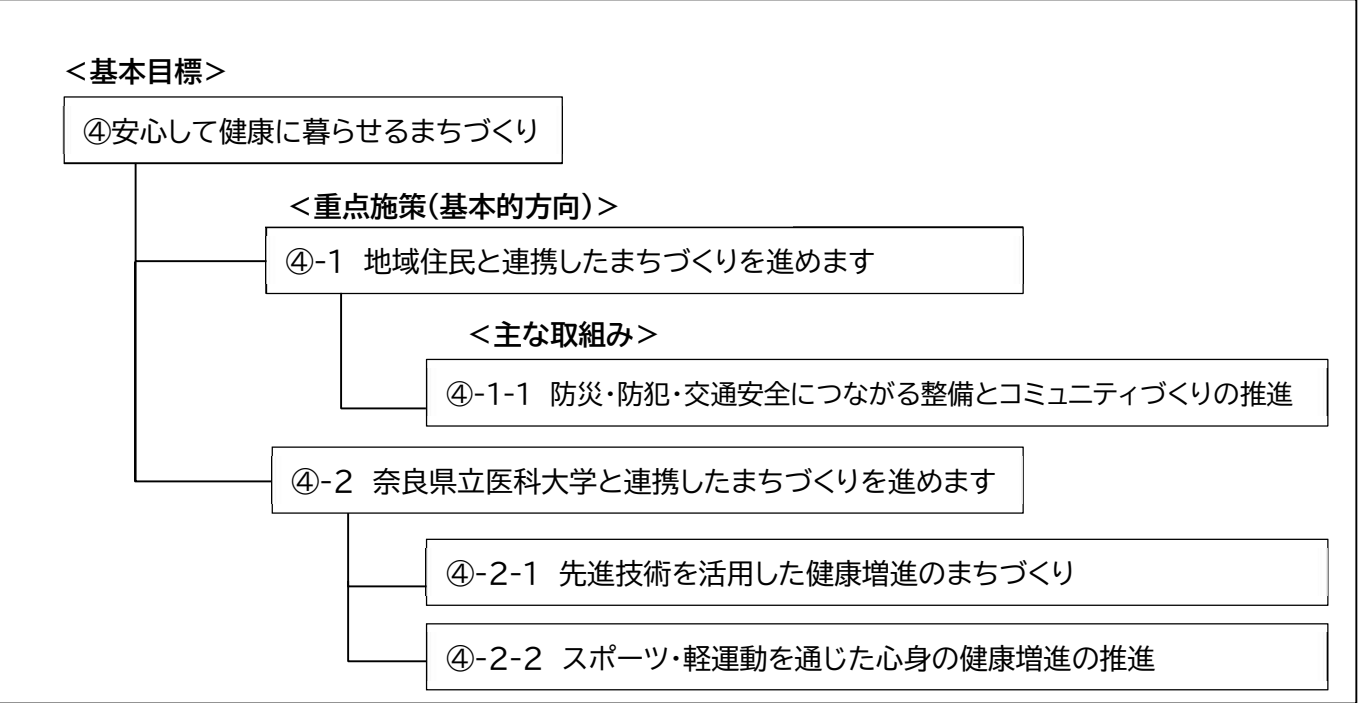 ＜基本目標＞
④安心して健康に暮らせるまちづくり
＜重点施策（基本的方向）＞
④-1　地域住民と連携したまちづくりを進めます
＜主な取組み＞
④-1-1　防災・防犯・交通安全につながる整備とコミュニティづくりの推進
④-2　奈良県立医科大学と連携したまちづくりを進めます
④-2-1　先進技術を活用した健康増進のまちづくり
④-2-2　スポーツ・軽運動を通じた心身の健康増進の推進